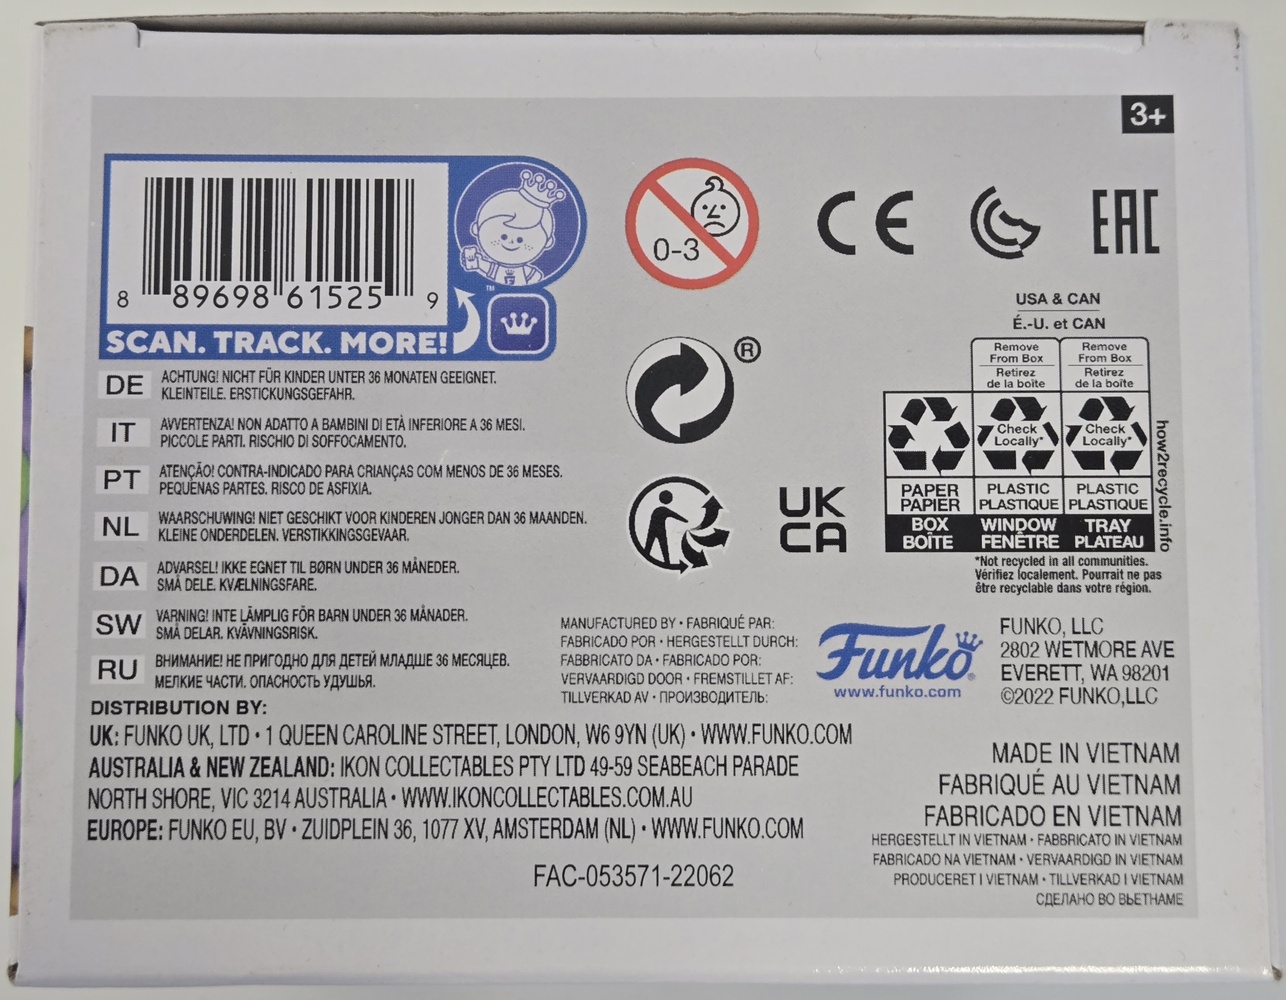 3+
8 89698 61525 9
SCAN. TRACK. MORE!
™
0-3
CE
EAC
®
UK
CA
USA & CAN
É.-U. et CAN
Remove
From Box
Retirez
de la boîte
Remove
From Box
Retirez
de la boîte
Check
Locally*
Check
Locally*
PAPER
PAPIER
PLASTIC
PLASTIQUE
PLASTIC
PLASTIQUE
BOX
BOÎTE
WINDOW
FENÊTRE
TRAY
PLATEAU
how2recycle.info
*Not recycled in all communities.
Vérifiez localement. Pourrait ne pas
être recyclable dans votre région.
DE ACHTUNG! NICHT FÜR KINDER UNTER 36 MONATEN GEEIGNET.
KLEINTEILE. ERSTICKUNGSGEFAHR.
IT AVVERTENZA! NON ADATTO A BAMBINI DI ETÀ INFERIORE A 36 MESI.
PICCOLE PARTI. RISCHIO DI SOFFOCAMENTO.
PT ATENÇÃO! CONTRA-INDICADO PARA CRIANÇAS COM MENOS DE 36 MESES.
PEQUENAS PARTES. RISCO DE ASFIXIA.
NL WAARSCHUWING! NIET GESCHIKT VOOR KINDEREN JONGER DAN 36 MAANDEN.
KLEINE ONDERDELEN. VERSTIKKINGSGEVAAR.
DA ADVARSEL! IKKE EGNET TIL BØRN UNDER 36 MÅNEDER.
SMÅ DELE. KVÆLNINGSFARE.
SW VARNING! INTE LÄMPLIG FÖR BARN UNDER 36 MÅNADER.
SMÅ DELAR. KVÄVNINGSRISK.
RU ВНИМАНИЕ! НЕ ПРИГОДНО ДЛЯ ДЕТЕЙ МЛАДШЕ 36 МЕСЯЦЕВ.
МЕЛКИЕ ЧАСТИ. ОПАСНОСТЬ УДУШЬЯ.
MANUFACTURED BY • FABRIQUÉ PAR:
FABRICADO POR • HERGESTELLT DURCH:
FABBRICATO DA • FABRICADO POR:
VERVAARDIGD DOOR • FREMSTILLET AF:
TILLVERKAD AV • ПРОИЗВОДИТЕЛЬ:
Funko®
www.funko.com
FUNKO, LLC
2802 WETMORE AVE
EVERETT, WA 98201
©2022 FUNKO,LLC
DISTRIBUTION BY:
UK: FUNKO UK, LTD • 1 QUEEN CAROLINE STREET, LONDON, W6 9YN (UK) • WWW.FUNKO.COM
AUSTRALIA & NEW ZEALAND: IKON COLLECTABLES PTY LTD 49-59 SEABEACH PARADE
NORTH SHORE, VIC 3214 AUSTRALIA • WWW.IKONCOLLECTABLES.COM.AU
EUROPE: FUNKO EU, BV • ZUIDPLEIN 36, 1077 XV, AMSTERDAM (NL) • WWW.FUNKO.COM
FAC-053571-22062
MADE IN VIETNAM
FABRIQUÉ AU VIETNAM
FABRICADO EN VIETNAM
HERGESTELLT IN VIETNAM • FABBRICATO IN VIETNAM
FABRICADO NA VIETNAM • VERVAARDIGD IN VIETNAM
PRODUCERET I VIETNAM • TILLVERKAD I VIETNAM
СДЕЛАНО ВО ВЬЕТНАМЕ